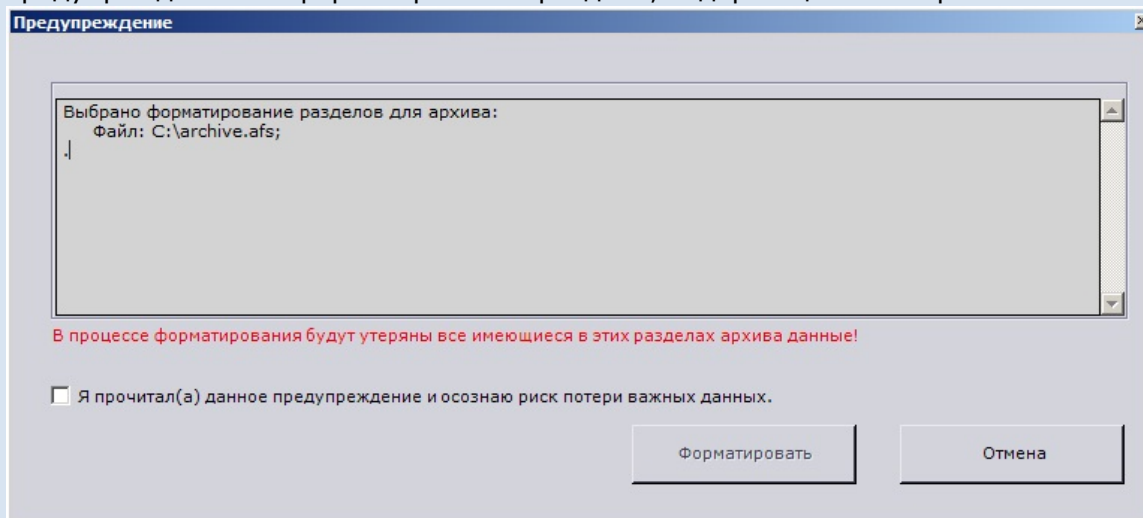 Предупреждение
Выбрано форматирование разделов для архива:
Файл: C:\archive.afs;
.
В процессе форматирования будут утеряны все имеющиеся в этих разделах архива данные!
Я прочитал(а) данное предупреждение и осознаю риск потери важных данных.
Форматировать
Отмена